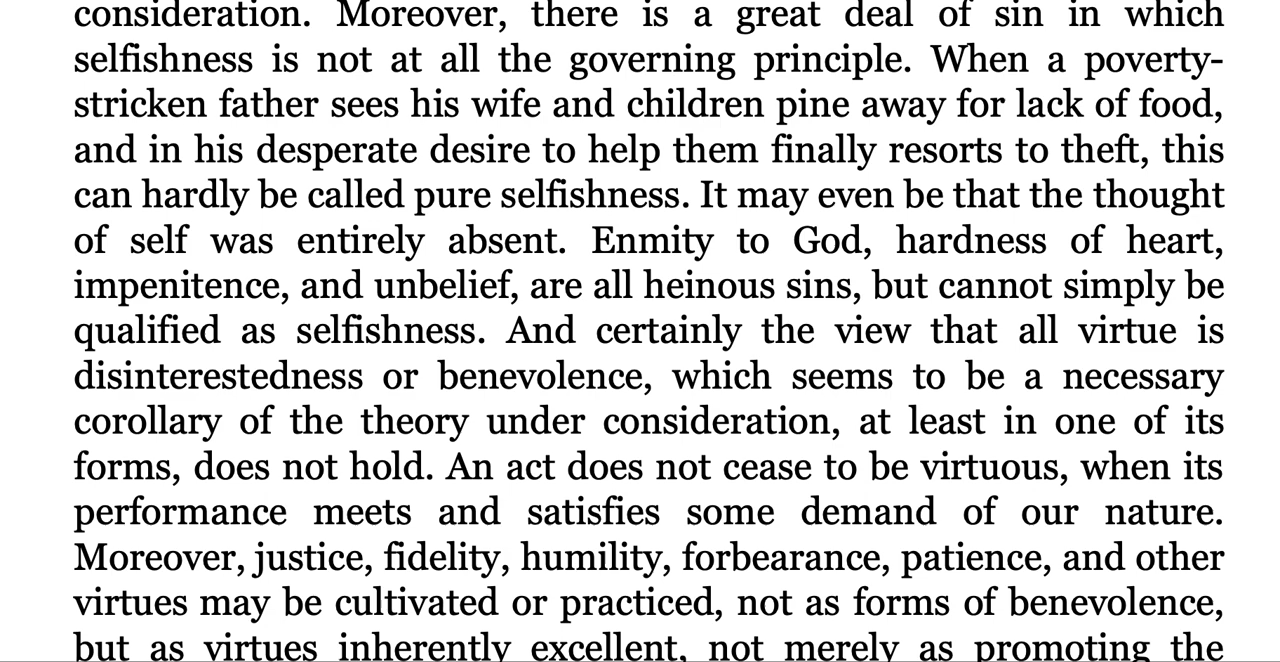 consideration. Moreover, there is a great deal of sin in which
selfishness is not at all the governing principle. When a poverty-
stricken father sees his wife and children pine away for lack of food,
and in his desperate desire to help them finally resorts to theft, this
can hardly be called pure selfishness. It may even be that the thought
of self was entirely absent. Enmity to God, hardness of heart,
impenitence, and unbelief, are all heinous sins, but cannot simply be
qualified as selfishness. And certainly the view that all virtue is
disinterestedness or benevolence, which seems to be a necessary
corollary of the theory under consideration, at least in one of its
forms, does not hold. An act does not cease to be virtuous, when its
performance meets and satisfies some demand of our nature.
Moreover, justice, fidelity, humility, forbearance, patience, and other
virtues may be cultivated or practiced, not as forms of benevolence,
but as virtues inherently excellent, not merely as promoting the